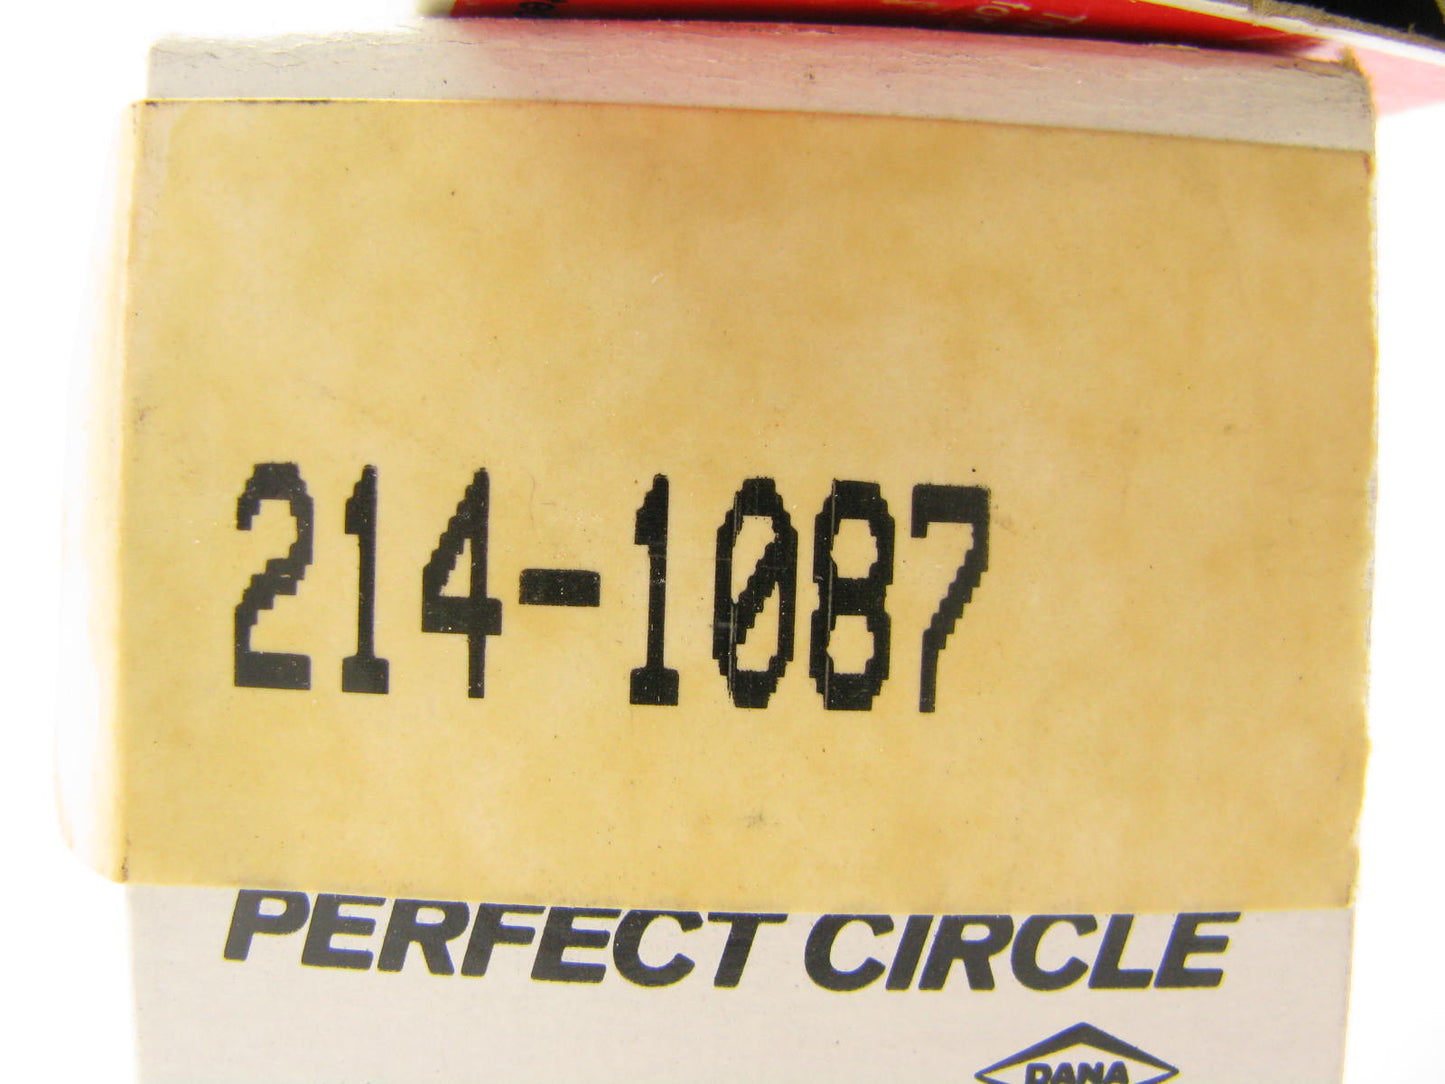 214-1087
PERFECT CIRCLE
DANA